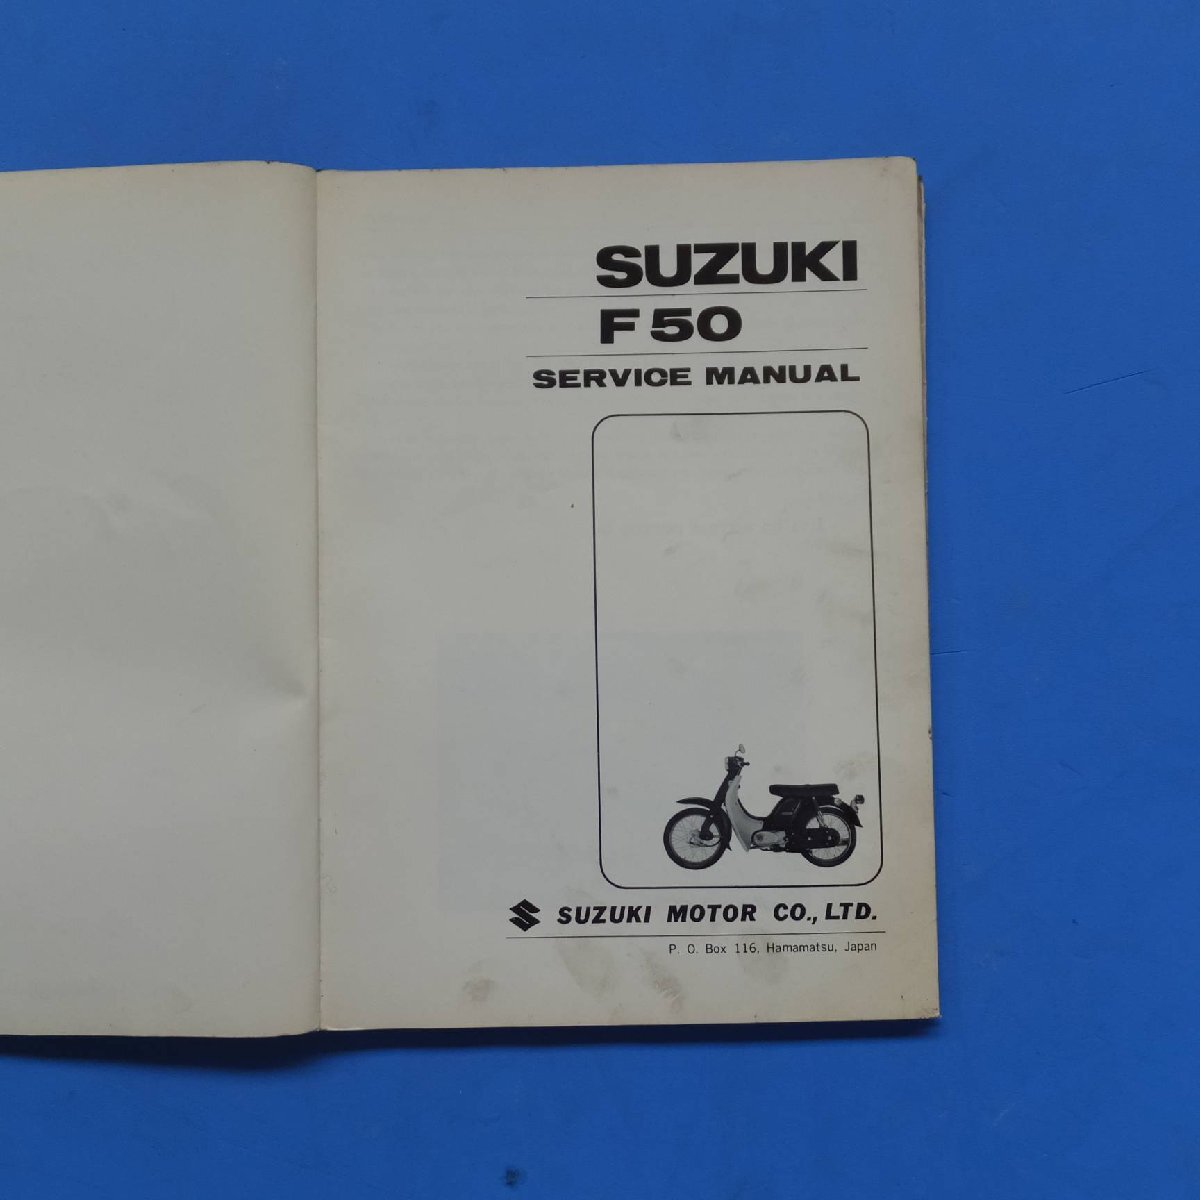 SUZUKI
F50
SERVICE MANUAL
SUZUKI MOTOR CO., LTD.
P. O. Box 116, Hamamatsu, Japan